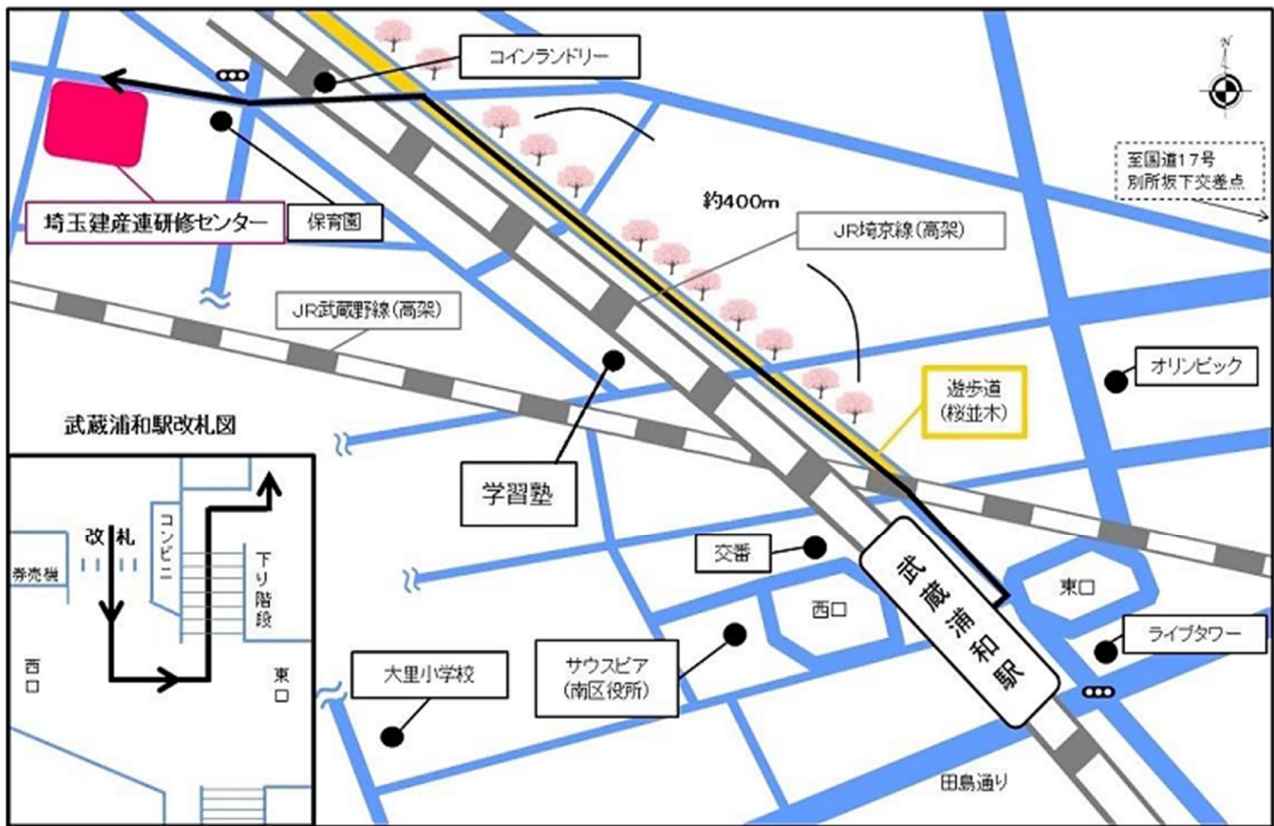 コインランドリー
N
至国道17号
別所坂下交差点
約400m
埼玉建産連研修センター
保育園
JR埼京線(高架)
JR武蔵野線(高架)
オリンピック
遊歩道
(桜並木)
武蔵浦和駅改札図
学習塾
改札
コンビニ
券売機
下り階段
西口
東口
交番
武蔵浦和駅
西口
東口
ライブタワー
サウスピア
(南区役所)
大里小学校
田島通り